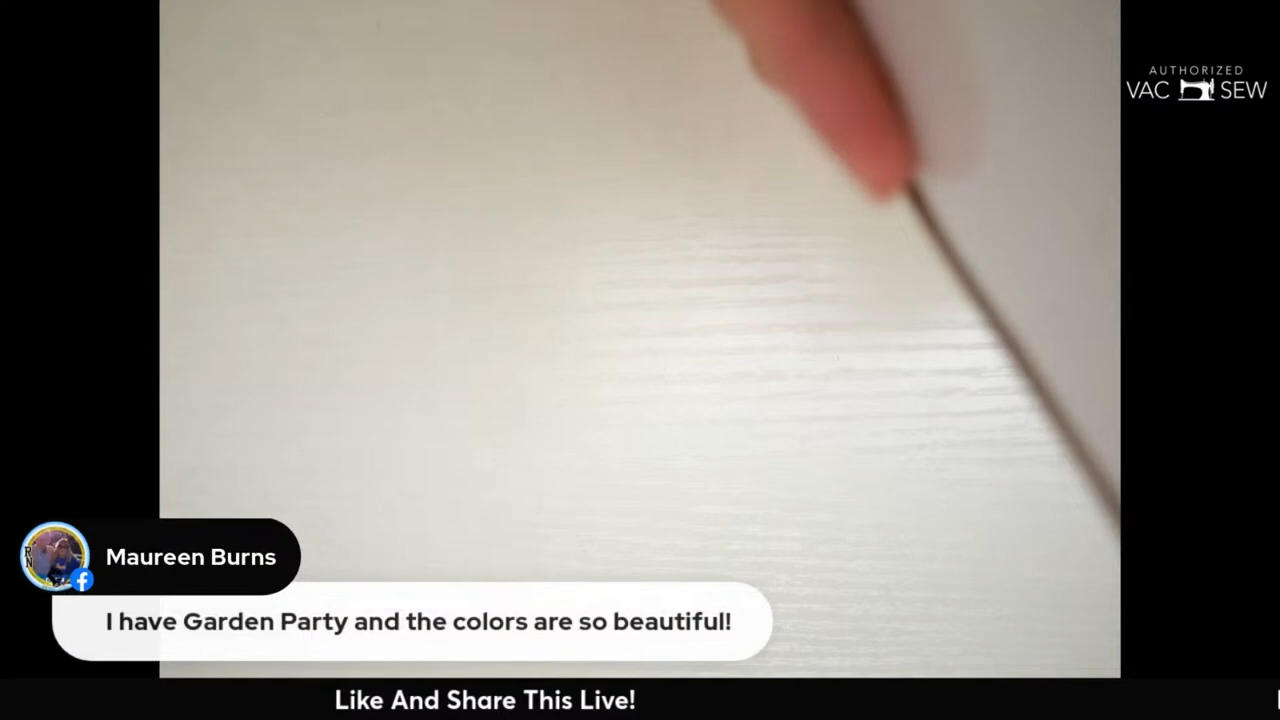 AUTHORIZED
VAC SEW
Maureen Burns
I have Garden Party and the colors are so beautiful!
Like And Share This Live!